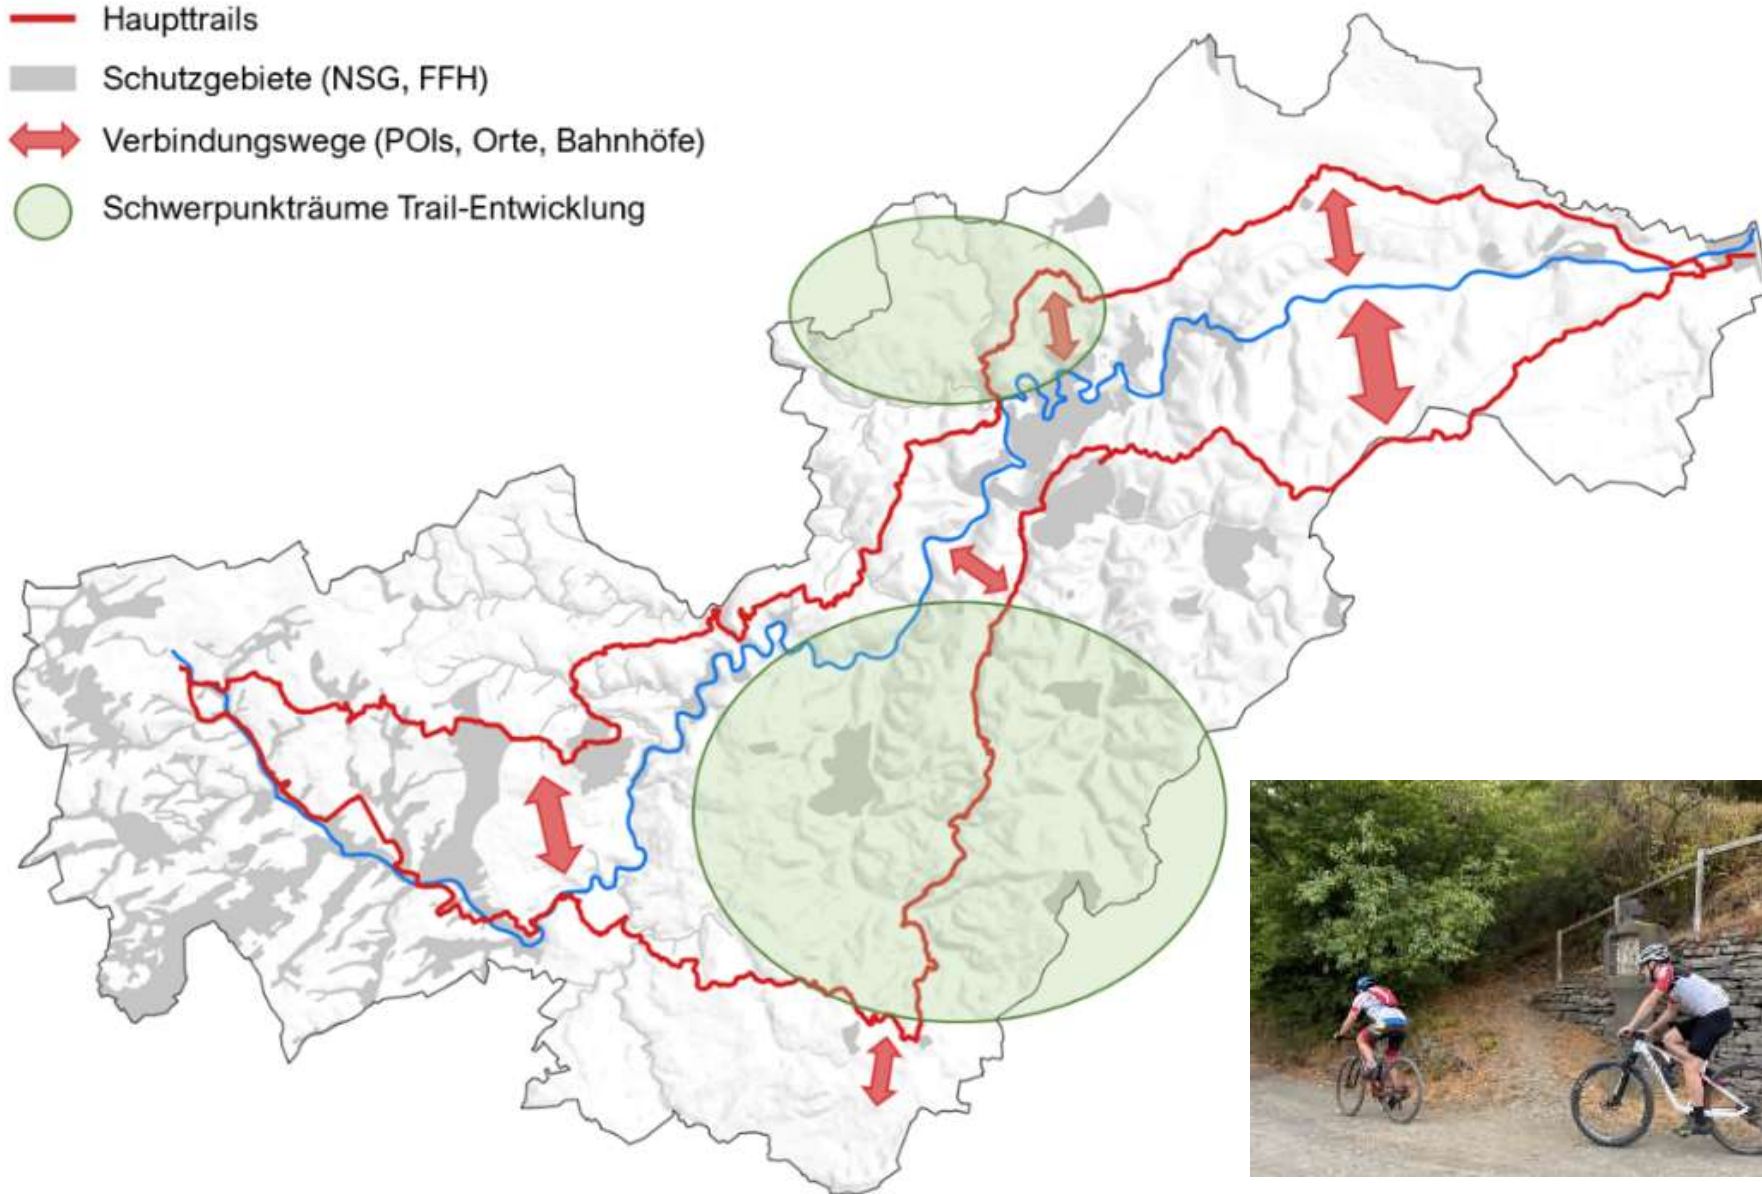 Haupttrails
Schutzgebiete (NSG, FFH)
Verbindungswege (POIs, Orte, Bahnhöfe)
Schwerpunkträume Trail-Entwicklung